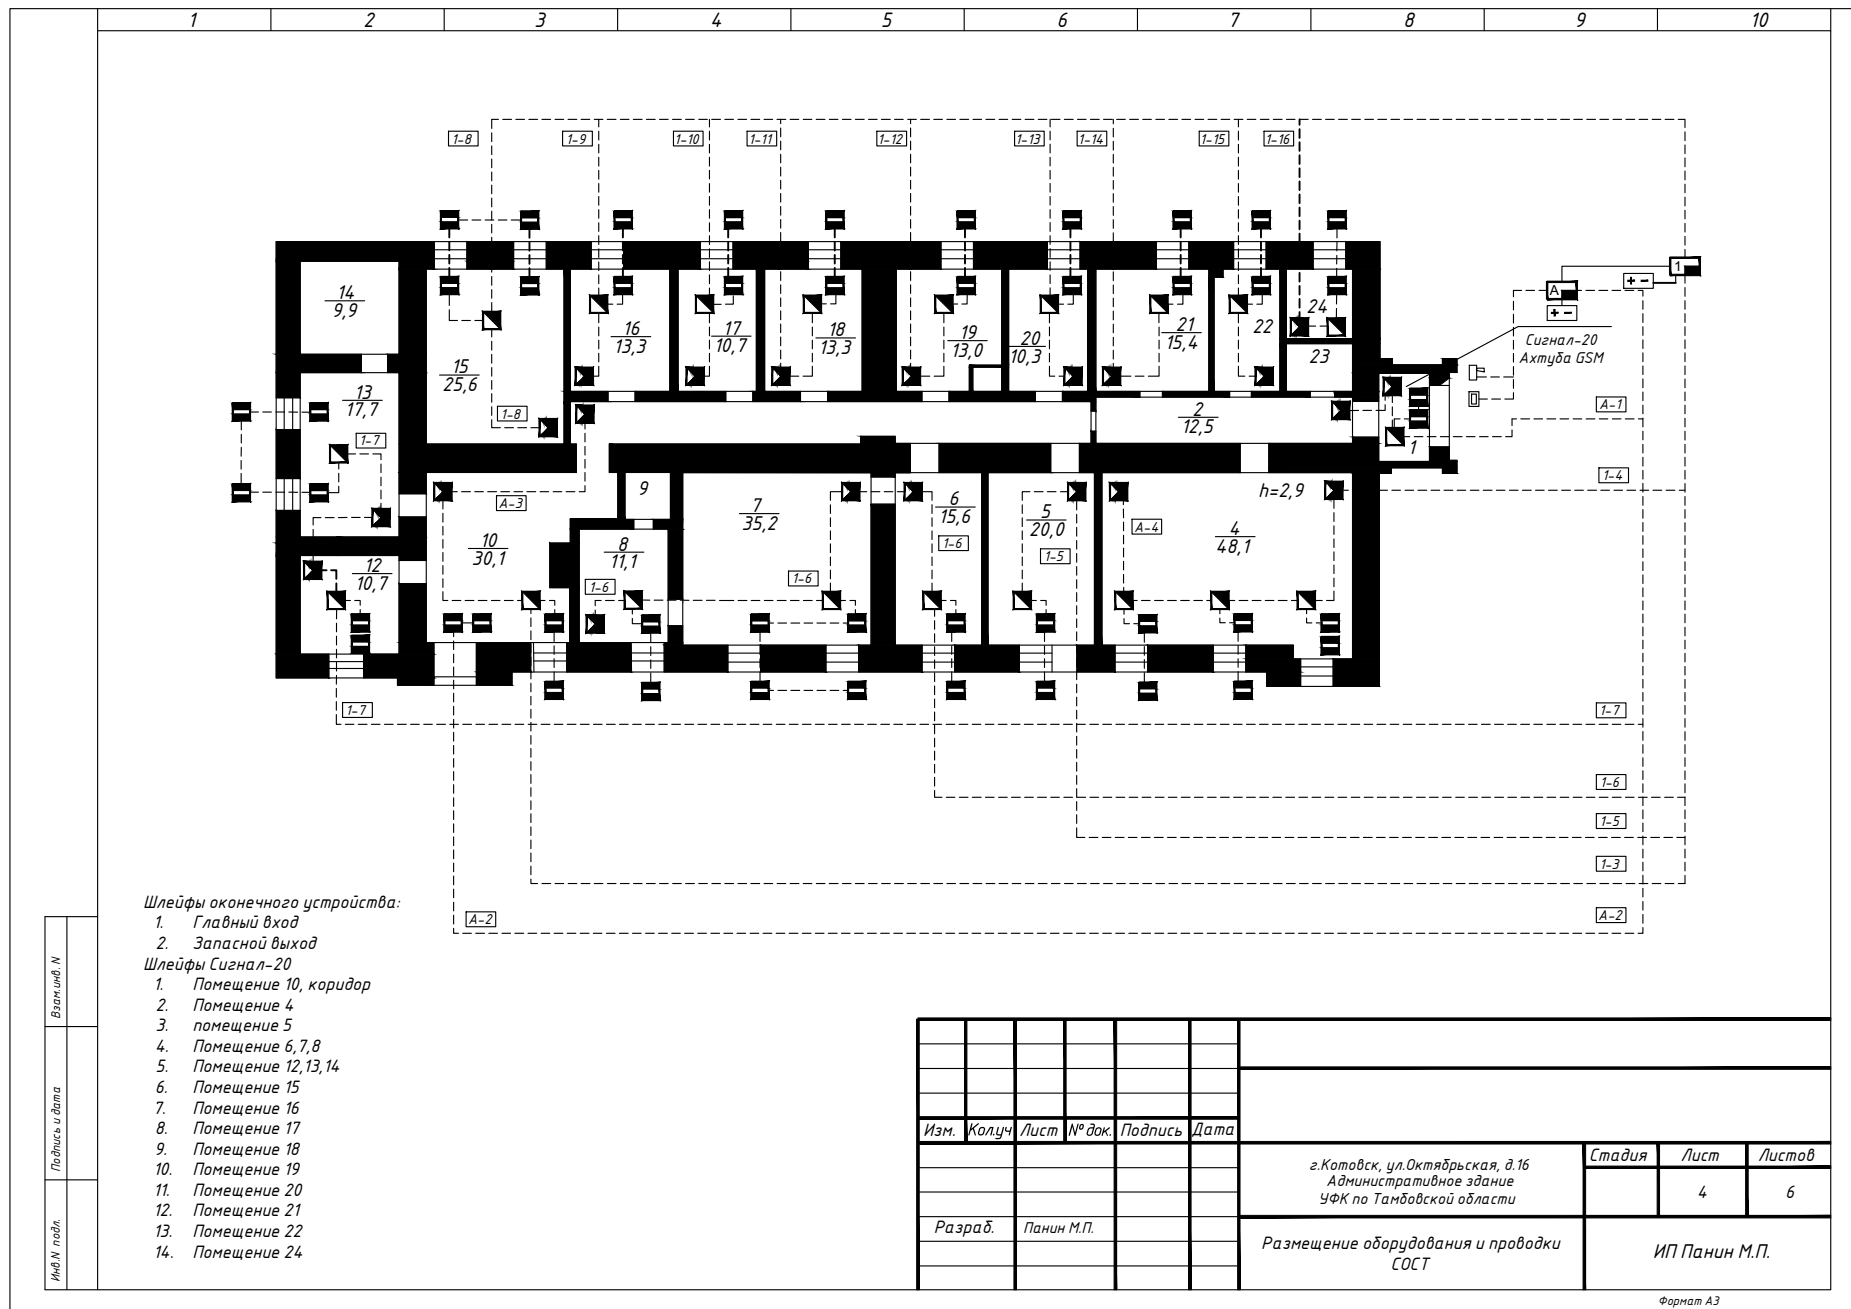 1 2 3 4 5 6 7 8 9 10
1-8 1-9 1-10 1-11 1-12 1-13 1-14 1-15 1-16
14
9,9
13
17,7
1-7
12
10,7
15
25,6
1-8
16
13,3
17
10,7
18
13,3
19
13,0
20
10,3
21
15,4
22
24
23
2
12,5
1
А
+ -
1
+ -
Сигнал-20
Ахтуба GSM
А-1
А-3
10
30,1
9
8
11,1
1-6
7
35,2
1-6
6
15,6
1-6
5
20,0
1-5
А-4
4
48,1
h=2,9
1-4
1-7
1-7
1-6
1-5
1-3
А-2
А-2
Шлейфы оконечного устройства:
1. Главный вход
2. Запасной выход
Шлейфы Сигнал-20
1. Помещение 10, коридор
2. Помещение 4
3. помещение 5
4. Помещение 6,7,8
5. Помещение 12,13,14
6. Помещение 15
7. Помещение 16
8. Помещение 17
9. Помещение 18
10. Помещение 19
11. Помещение 20
12. Помещение 21
13. Помещение 22
14. Помещение 24
Взам.инв. N
Подпись и дата
Инв.N подл.
Изм. Кол.уч Лист № док. Подпись Дата
Разраб. Панин М.П.
г.Котовск, ул.Октябрьская, д.16
Административное здание
УФК по Тамбовской области
Стадия Лист Листов
4 6
Размещение оборудования и проводки
СОСТ
ИП Панин М.П.
Формат А3